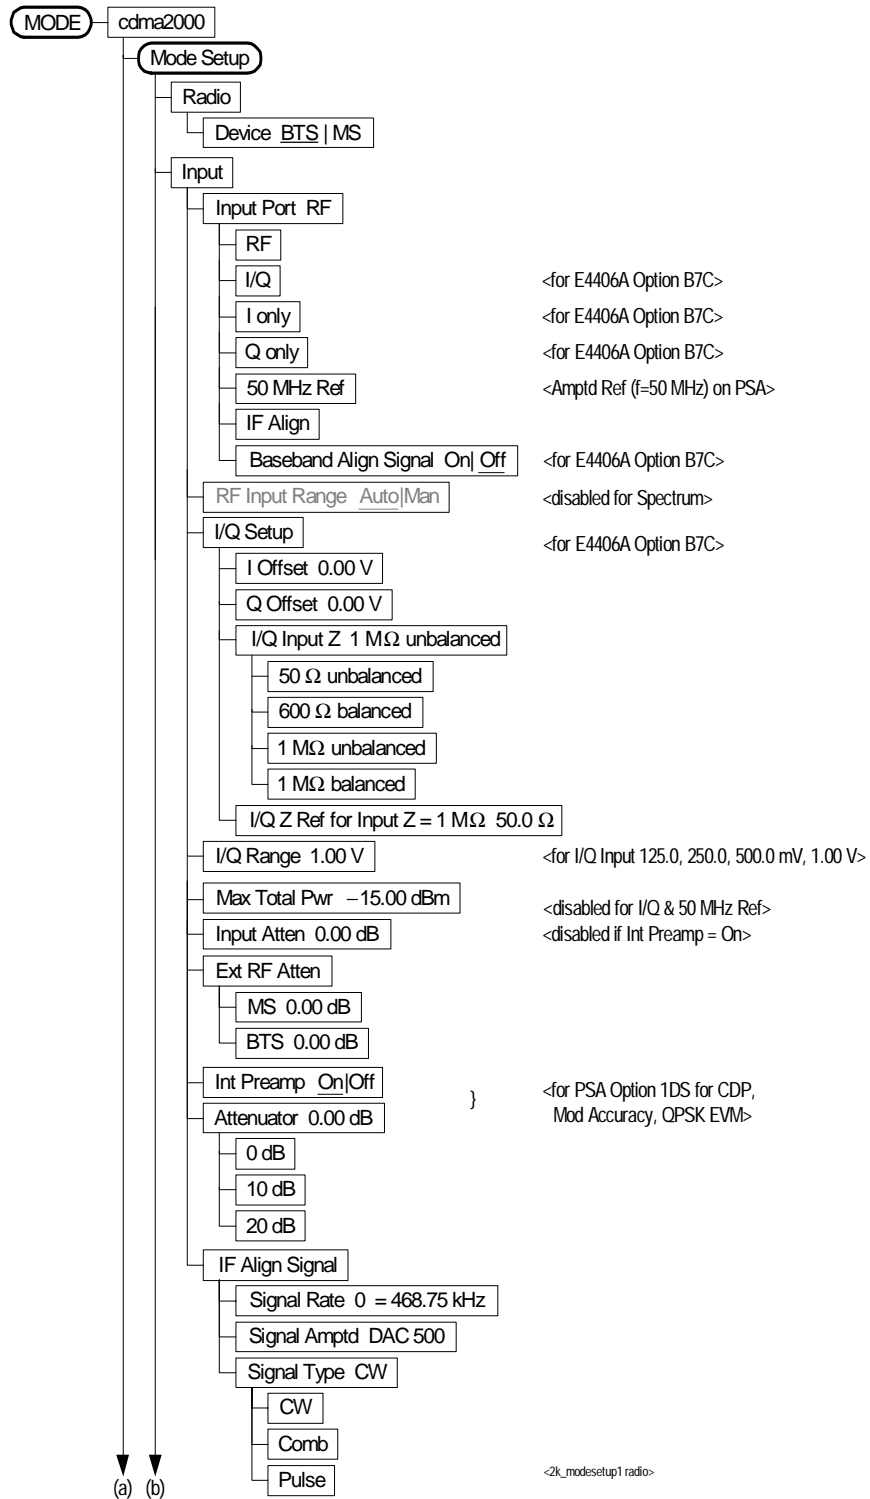 MODE cdma2000
Mode Setup
Radio
Device BTS | MS
Input
Input Port RF
RF
I/Q <for E4406A Option B7C>
I only <for E4406A Option B7C>
Q only <for E4406A Option B7C>
50 MHz Ref <Amptd Ref (f=50 MHz) on PSA>
IF Align
Baseband Align Signal On| Off <for E4406A Option B7C>
RF Input Range Auto|Man <disabled for Spectrum>
I/Q Setup <for E4406A Option B7C>
I Offset 0.00 V
Q Offset 0.00 V
I/Q Input Z 1 MΩ unbalanced
50 Ω unbalanced
600 Ω balanced
1 MΩ unbalanced
1 MΩ balanced
I/Q Z Ref for Input Z = 1 MΩ 50.0 Ω
I/Q Range 1.00 V <for I/Q Input 125.0, 250.0, 500.0 mV, 1.00 V>
Max Total Pwr −15.00 dBm <disabled for I/Q & 50 MHz Ref>
Input Atten 0.00 dB <disabled if Int Preamp = On>
Ext RF Atten
MS 0.00 dB
BTS 0.00 dB
Int Preamp On|Off } <for PSA Option 1DS for CDP,
Attenuator 0.00 dB Mod Accuracy, QPSK EVM>
0 dB
10 dB
20 dB
IF Align Signal
Signal Rate 0 = 468.75 kHz
Signal Amptd DAC 500
Signal Type CW
CW
Comb
Pulse <2k_modesetup1 radio>
(a) (b)